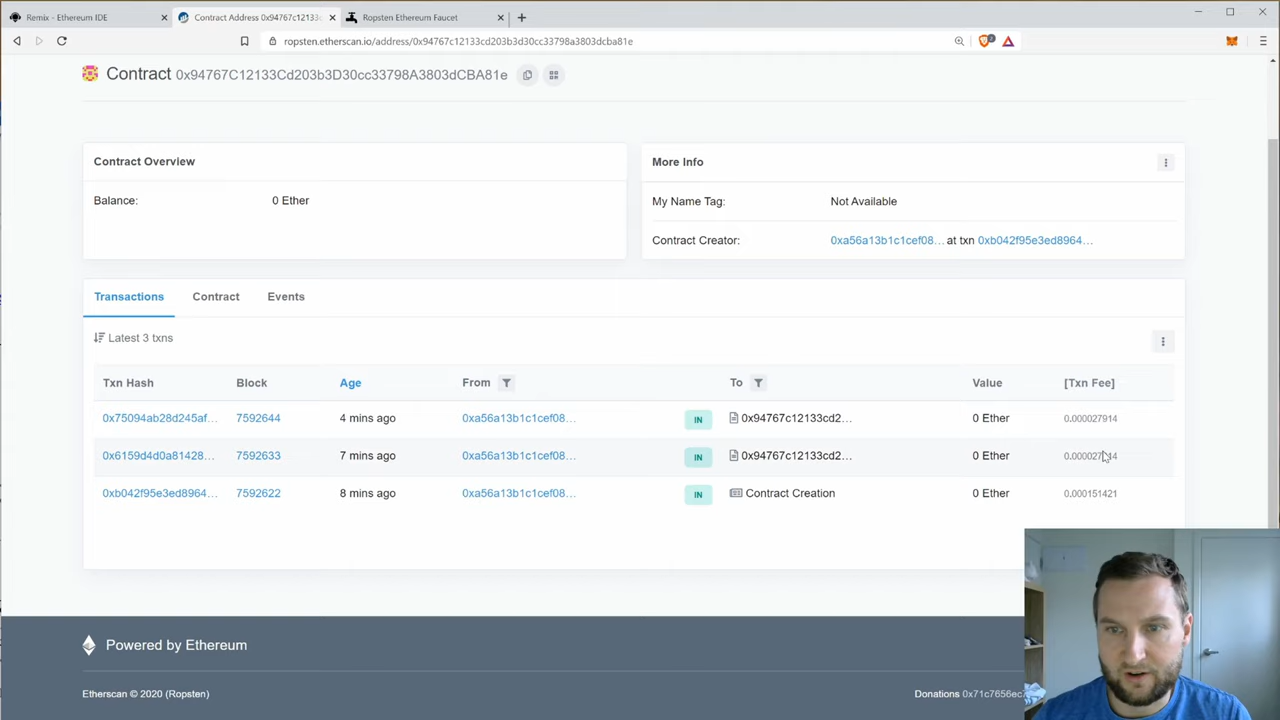 Remix - Ethereum IDE
Contract Address 0x94767c12133c
Ropsten Ethereum Faucet
ropsten.etherscan.io/address/0x94767c12133cd203b3d30cc33798a3803dcba81e
Contract 0x94767C12133Cd203b3D30cc33798A3803dCBA81e
Contract Overview
Balance: 0 Ether
More Info
My Name Tag: Not Available
Contract Creator: 0xa56a13b1c1cef08... at txn 0xb042f95e3ed8964...
Transactions Contract Events
Latest 3 txns
Txn Hash Block Age From To Value [Txn Fee]
0x75094ab28d245af... 7592644 4 mins ago 0xa56a13b1c1cef08... IN 0x94767c12133cd2... 0 Ether 0.000027914
0x6159d4d0a81428... 7592633 7 mins ago 0xa56a13b1c1cef08... IN 0x94767c12133cd2... 0 Ether
0xb042f95e3ed8964... 7592622 8 mins ago 0xa56a13b1c1cef08... IN Contract Creation 0 Ether 0.000151421
Powered by Ethereum
Etherscan © 2020 (Ropsten)
Donations 0x71c7656ec